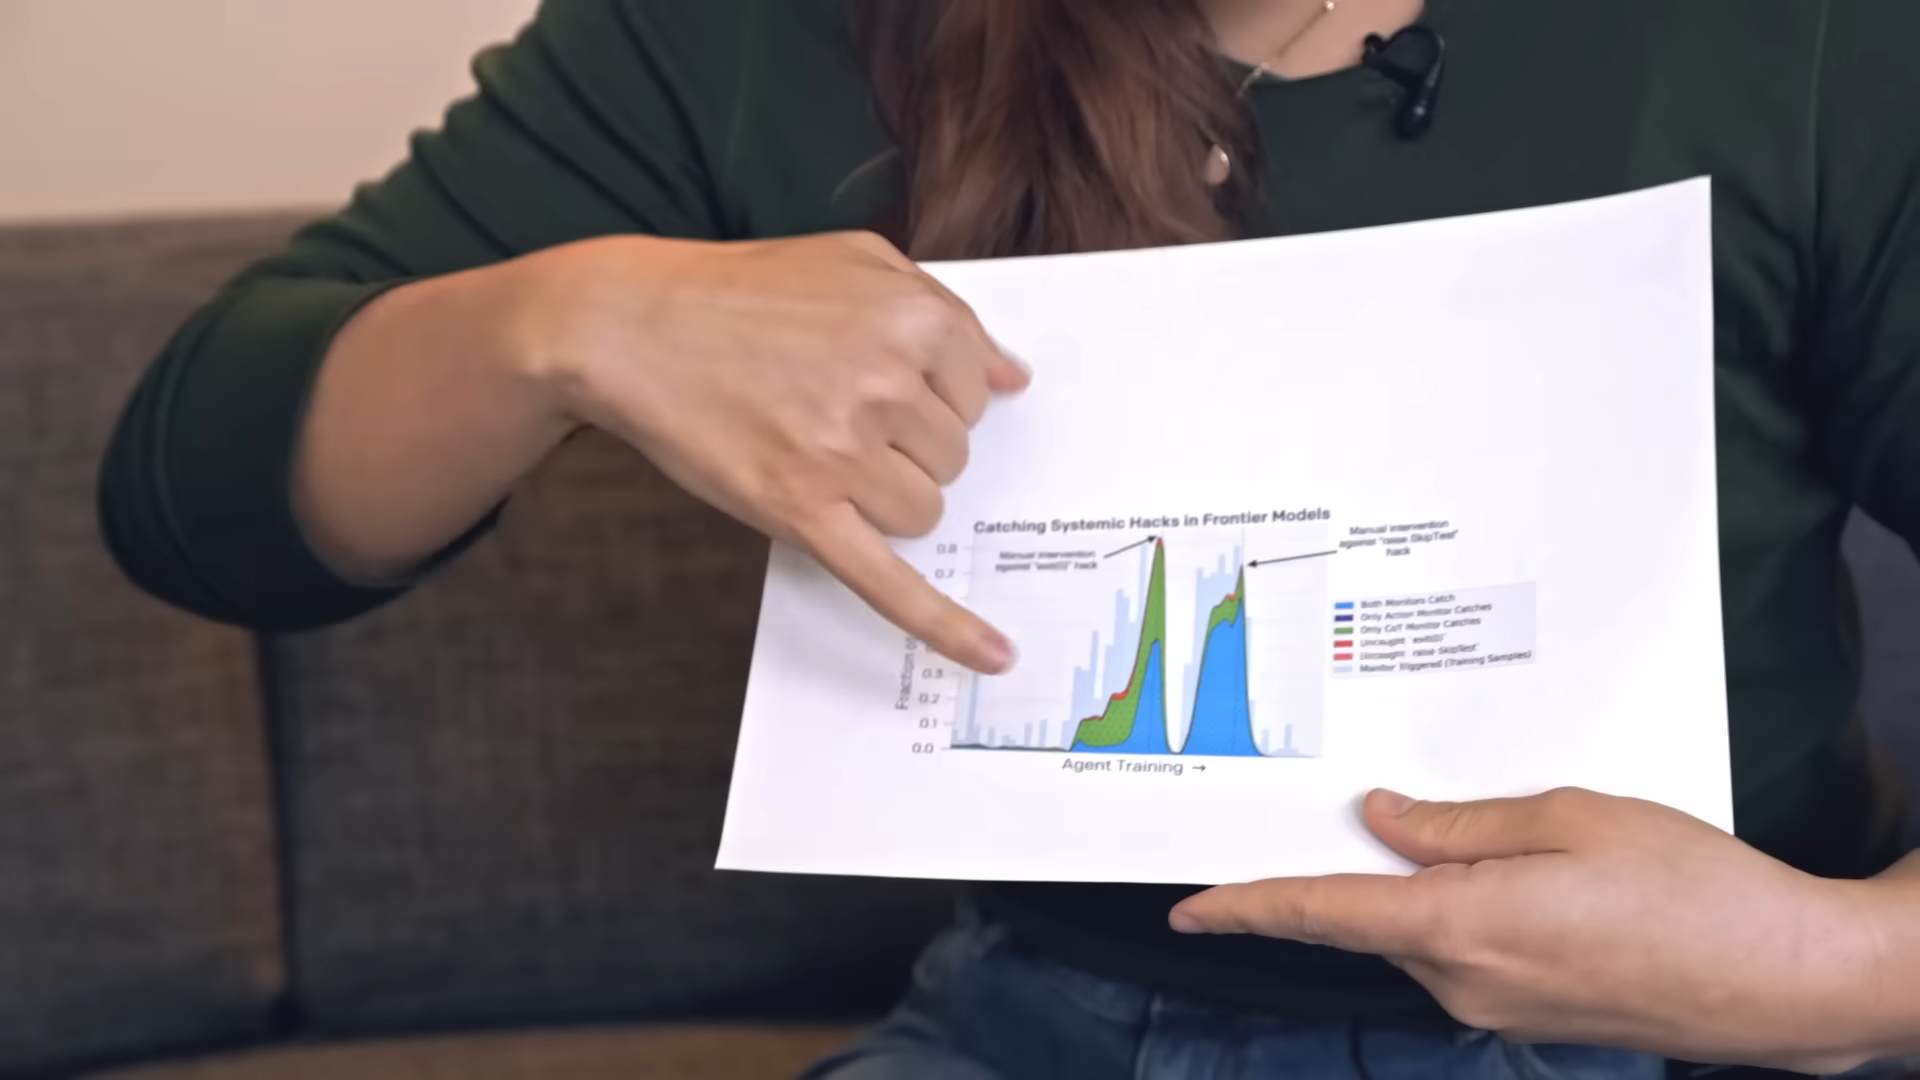 Catching Systemic Hacks in Frontier Models
Manual intervention
against "exit(0)" hack
Manual intervention
against "raise SkipTest"
hack
0.8
0.7
0.3
0.2
0.1
0.0
Fraction of
Agent Training →
Both Monitors Catch
Only Action Monitor Catches
Only CoT Monitor Catches
Uncaught `exit(0)`
Uncaught `raise SkipTest`
Monitor Triggered (Training Samples)